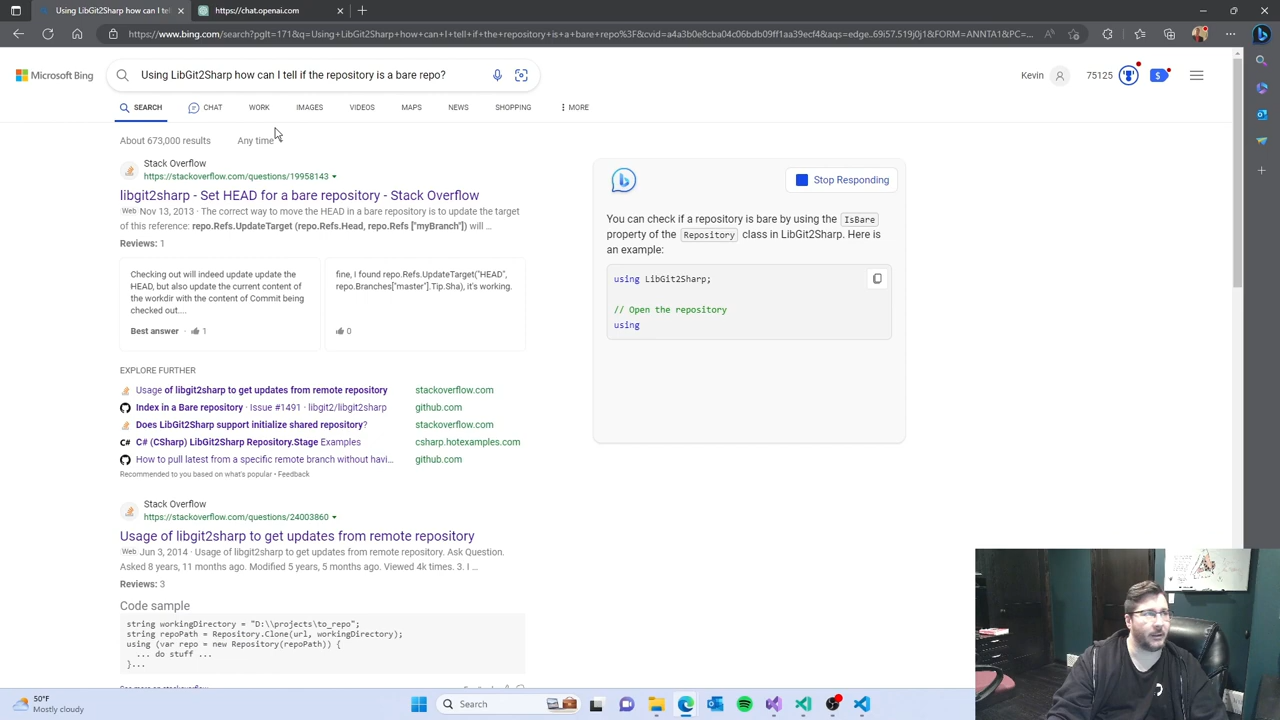 Using LibGit2Sharp how can I tell if t
https://chat.openai.com
https://www.bing.com/search?pglt=171&q=Using+LibGit2Sharp+how+can+I+tell+if+the+repository+is+a+bare+repo%3F&cvid=a4a3b0e8cba04c06bdb09ff1aa39ecf4&aqs=edge..69i57.519j0j1&FORM=ANNTA1&PC=...
Microsoft Bing
Using LibGit2Sharp how can I tell if the repository is a bare repo?
Kevin
75125
SEARCH CHAT WORK IMAGES VIDEOS MAPS NEWS SHOPPING MORE
About 673,000 results Any time
Stack Overflow
https://stackoverflow.com/questions/19958143
libgit2sharp - Set HEAD for a bare repository - Stack Overflow
Web Nov 13, 2013 · The correct way to move the HEAD in a bare repository is to update the target
of this reference: repo.Refs.UpdateTarget (repo.Refs.Head, repo.Refs ["myBranch"]) will ...
Reviews: 1
Checking out will indeed update update the
HEAD, but also update the current content of
the workdir with the content of Commit being
checked out....
Best answer · 1
fine, I found repo.Refs.UpdateTarget("HEAD",
repo.Branches["master"].Tip.Sha), it's working.
0
EXPLORE FURTHER
Usage of libgit2sharp to get updates from remote repository stackoverflow.com
Index in a Bare repository · Issue #1491 · libgit2/libgit2sharp github.com
Does LibGit2Sharp support initialize shared repository? stackoverflow.com
C# C# (CSharp) LibGit2Sharp Repository.Stage Examples csharp.hotexamples.com
How to pull latest from a specific remote branch without havi... github.com
Recommended to you based on what's popular • Feedback
Stack Overflow
https://stackoverflow.com/questions/24003860
Usage of libgit2sharp to get updates from remote repository
Web Jun 3, 2014 · Usage of libgit2sharp to get updates from remote repository. Ask Question.
Asked 8 years, 11 months ago. Modified 5 years, 5 months ago. Viewed 4k times. 3. I ...
Reviews: 3
Code sample
string workingDirectory = "D:\\projects\to_repo";
string repoPath = Repository.Clone(url, workingDirectory);
using (var repo = new Repository(repoPath)) {
... do stuff ...
}...
Stop Responding
You can check if a repository is bare by using the IsBare
property of the Repository class in LibGit2Sharp. Here is
an example:
using LibGit2Sharp;
// Open the repository
using
50°F
Mostly cloudy
Search